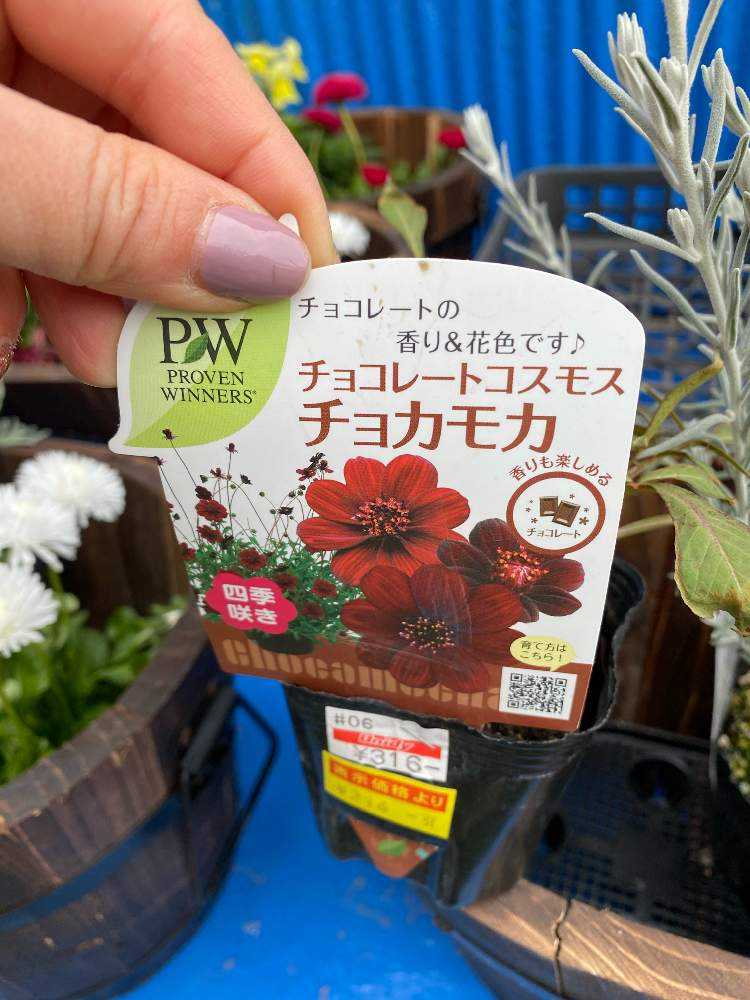 PW
PROVEN
WINNERS®
チョコレートの
香り&花色です♪
チョコレートコスモス
チョカモカ
香りも楽しめる
チョコレート
四季
咲き
育て方は
こちら!
chocamocha
#06
¥316-
表示価格より